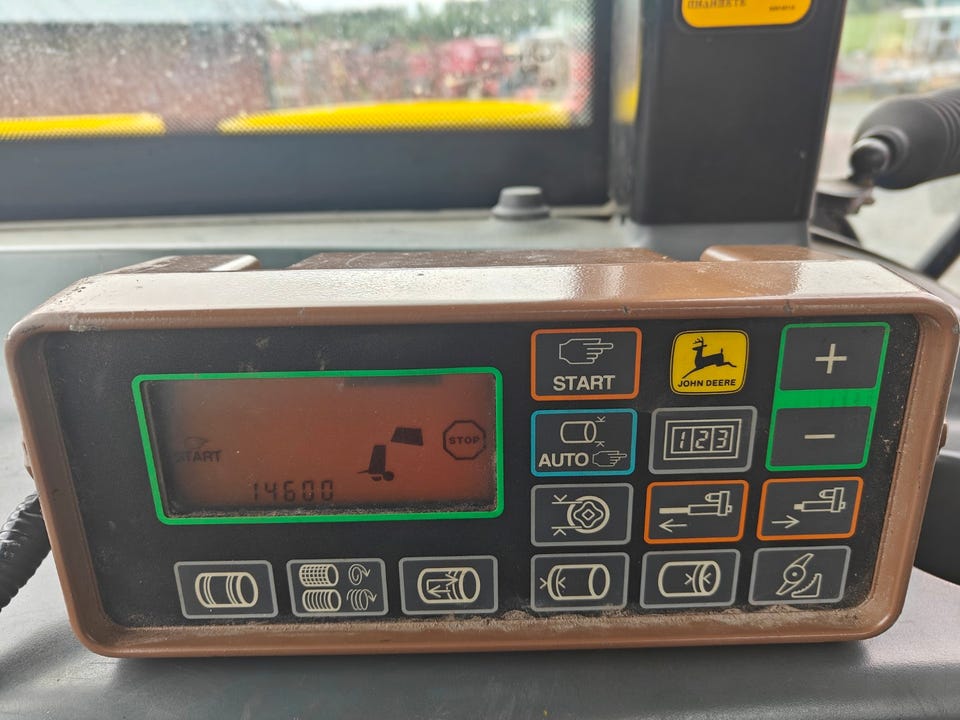 START
JOHN DEERE
+
−
START
STOP
AUTO
123
14600